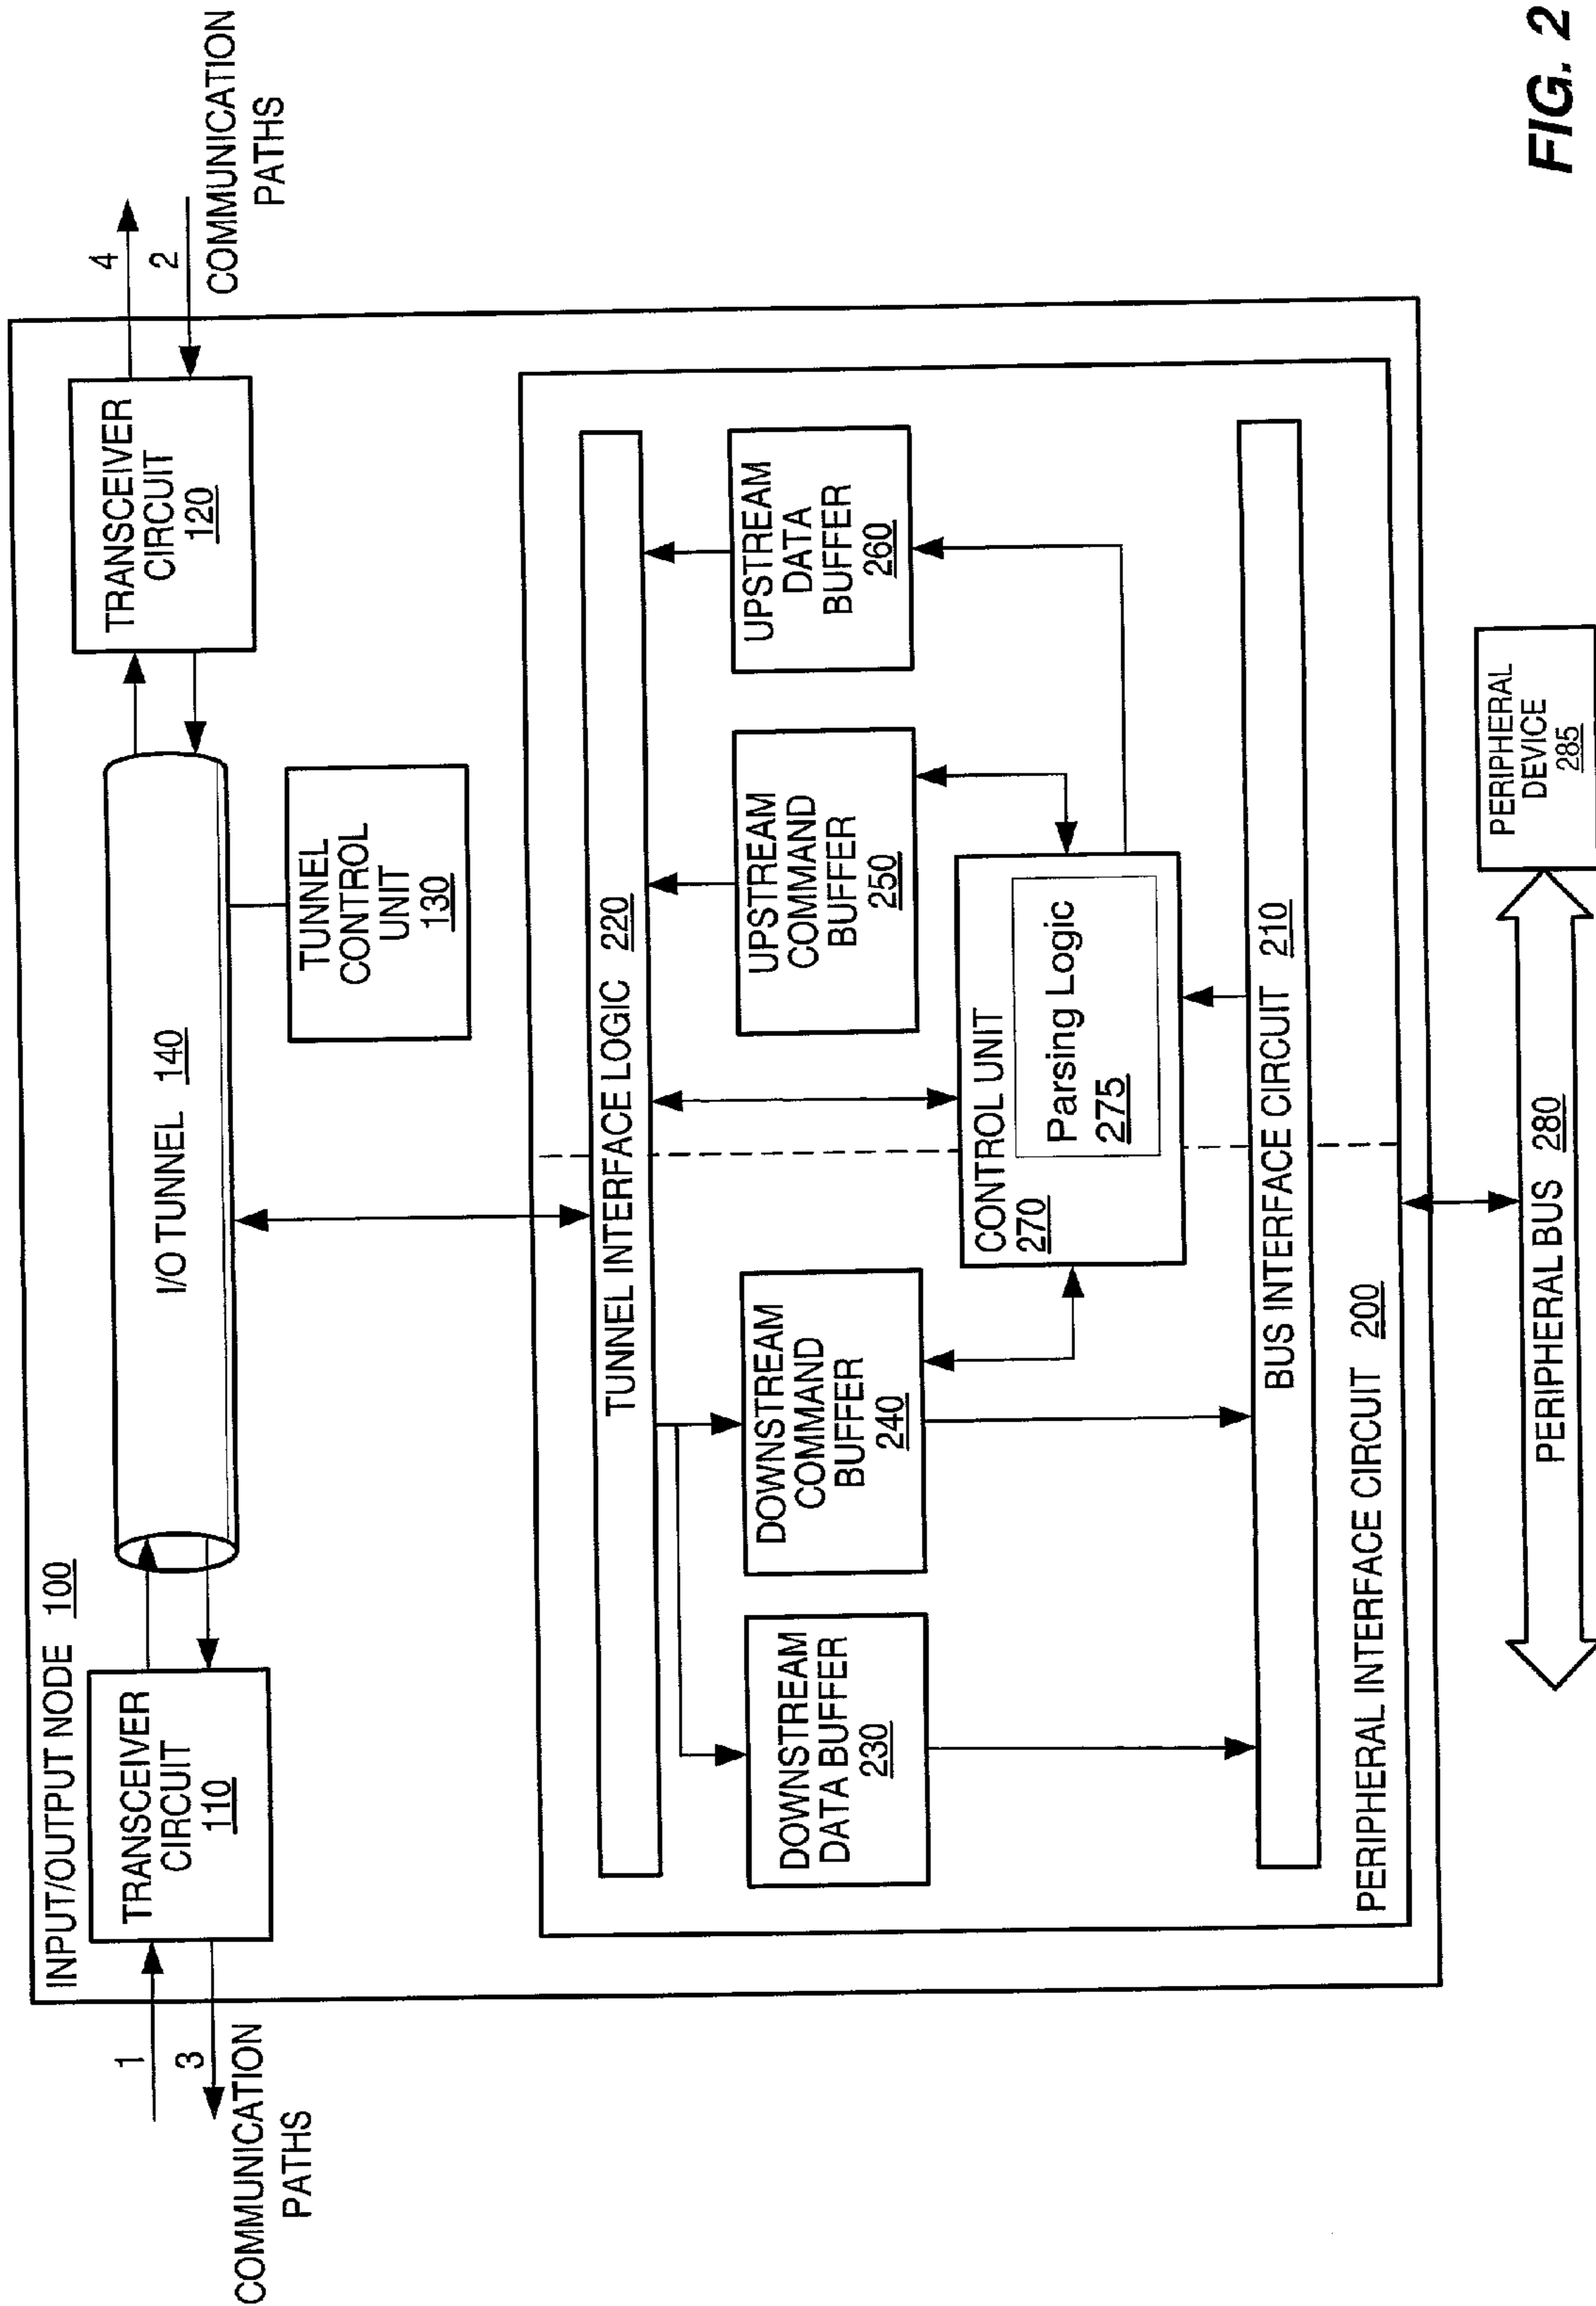 INPUT/OUTPUT NODE 100
1
3
COMMUNICATION
PATHS
TRANSCEIVER
CIRCUIT
110
I/O TUNNEL 140
TRANSCEIVER
CIRCUIT
120
4
2
COMMUNICATION
PATHS
TUNNEL
CONTROL
UNIT
130
TUNNEL INTERFACE LOGIC 220
DOWNSTREAM
DATA BUFFER
230
DOWNSTREAM
COMMAND
BUFFER
240
UPSTREAM
COMMAND
BUFFER
250
UPSTREAM
DATA
BUFFER
260
CONTROL UNIT
270
Parsing Logic
275
BUS INTERFACE CIRCUIT 210
PERIPHERAL INTERFACE CIRCUIT 200
PERIPHERAL BUS 280
PERIPHERAL
DEVICE
285
FIG. 2